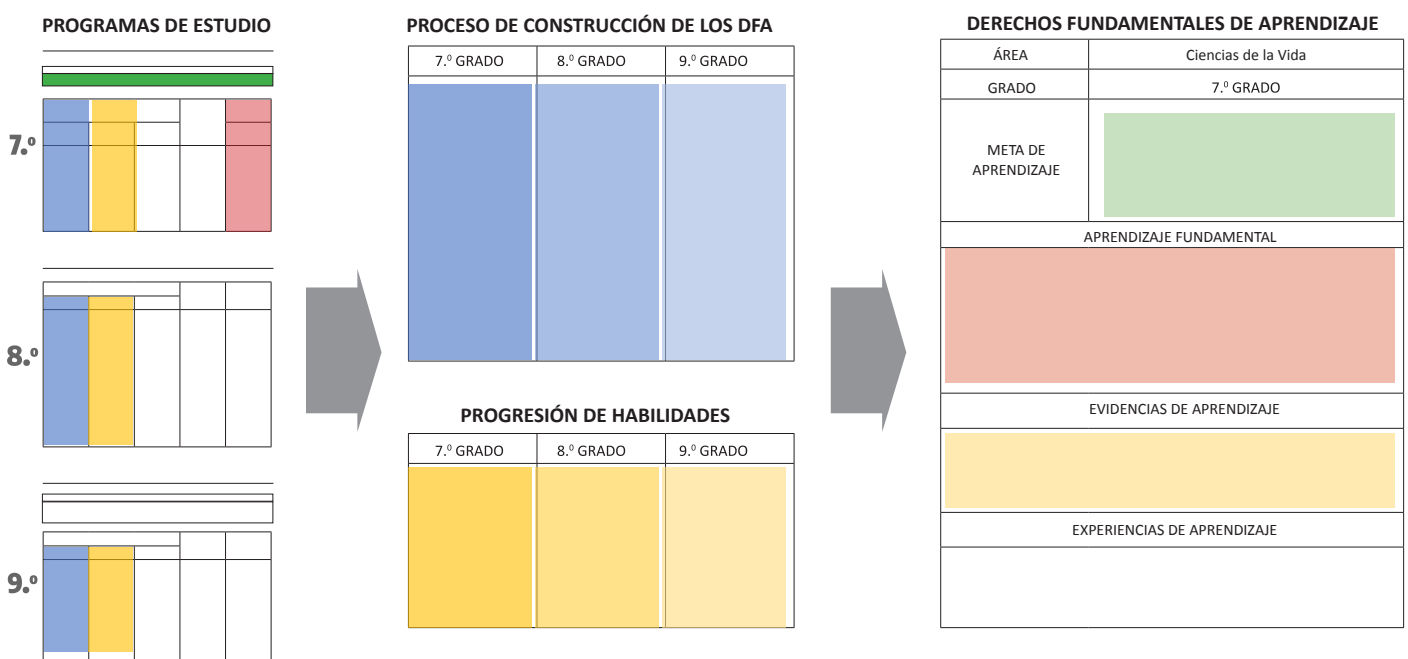 PROGRAMAS DE ESTUDIO
7.º
8.º
9.º
PROCESO DE CONSTRUCCIÓN DE LOS DFA
7.º GRADO 8.º GRADO 9.º GRADO
PROGRESIÓN DE HABILIDADES
7.º GRADO 8.º GRADO 9.º GRADO
DERECHOS FUNDAMENTALES DE APRENDIZAJE
ÁREA Ciencias de la Vida
GRADO 7.º GRADO
META DE
APRENDIZAJE
APRENDIZAJE FUNDAMENTAL
EVIDENCIAS DE APRENDIZAJE
EXPERIENCIAS DE APRENDIZAJE